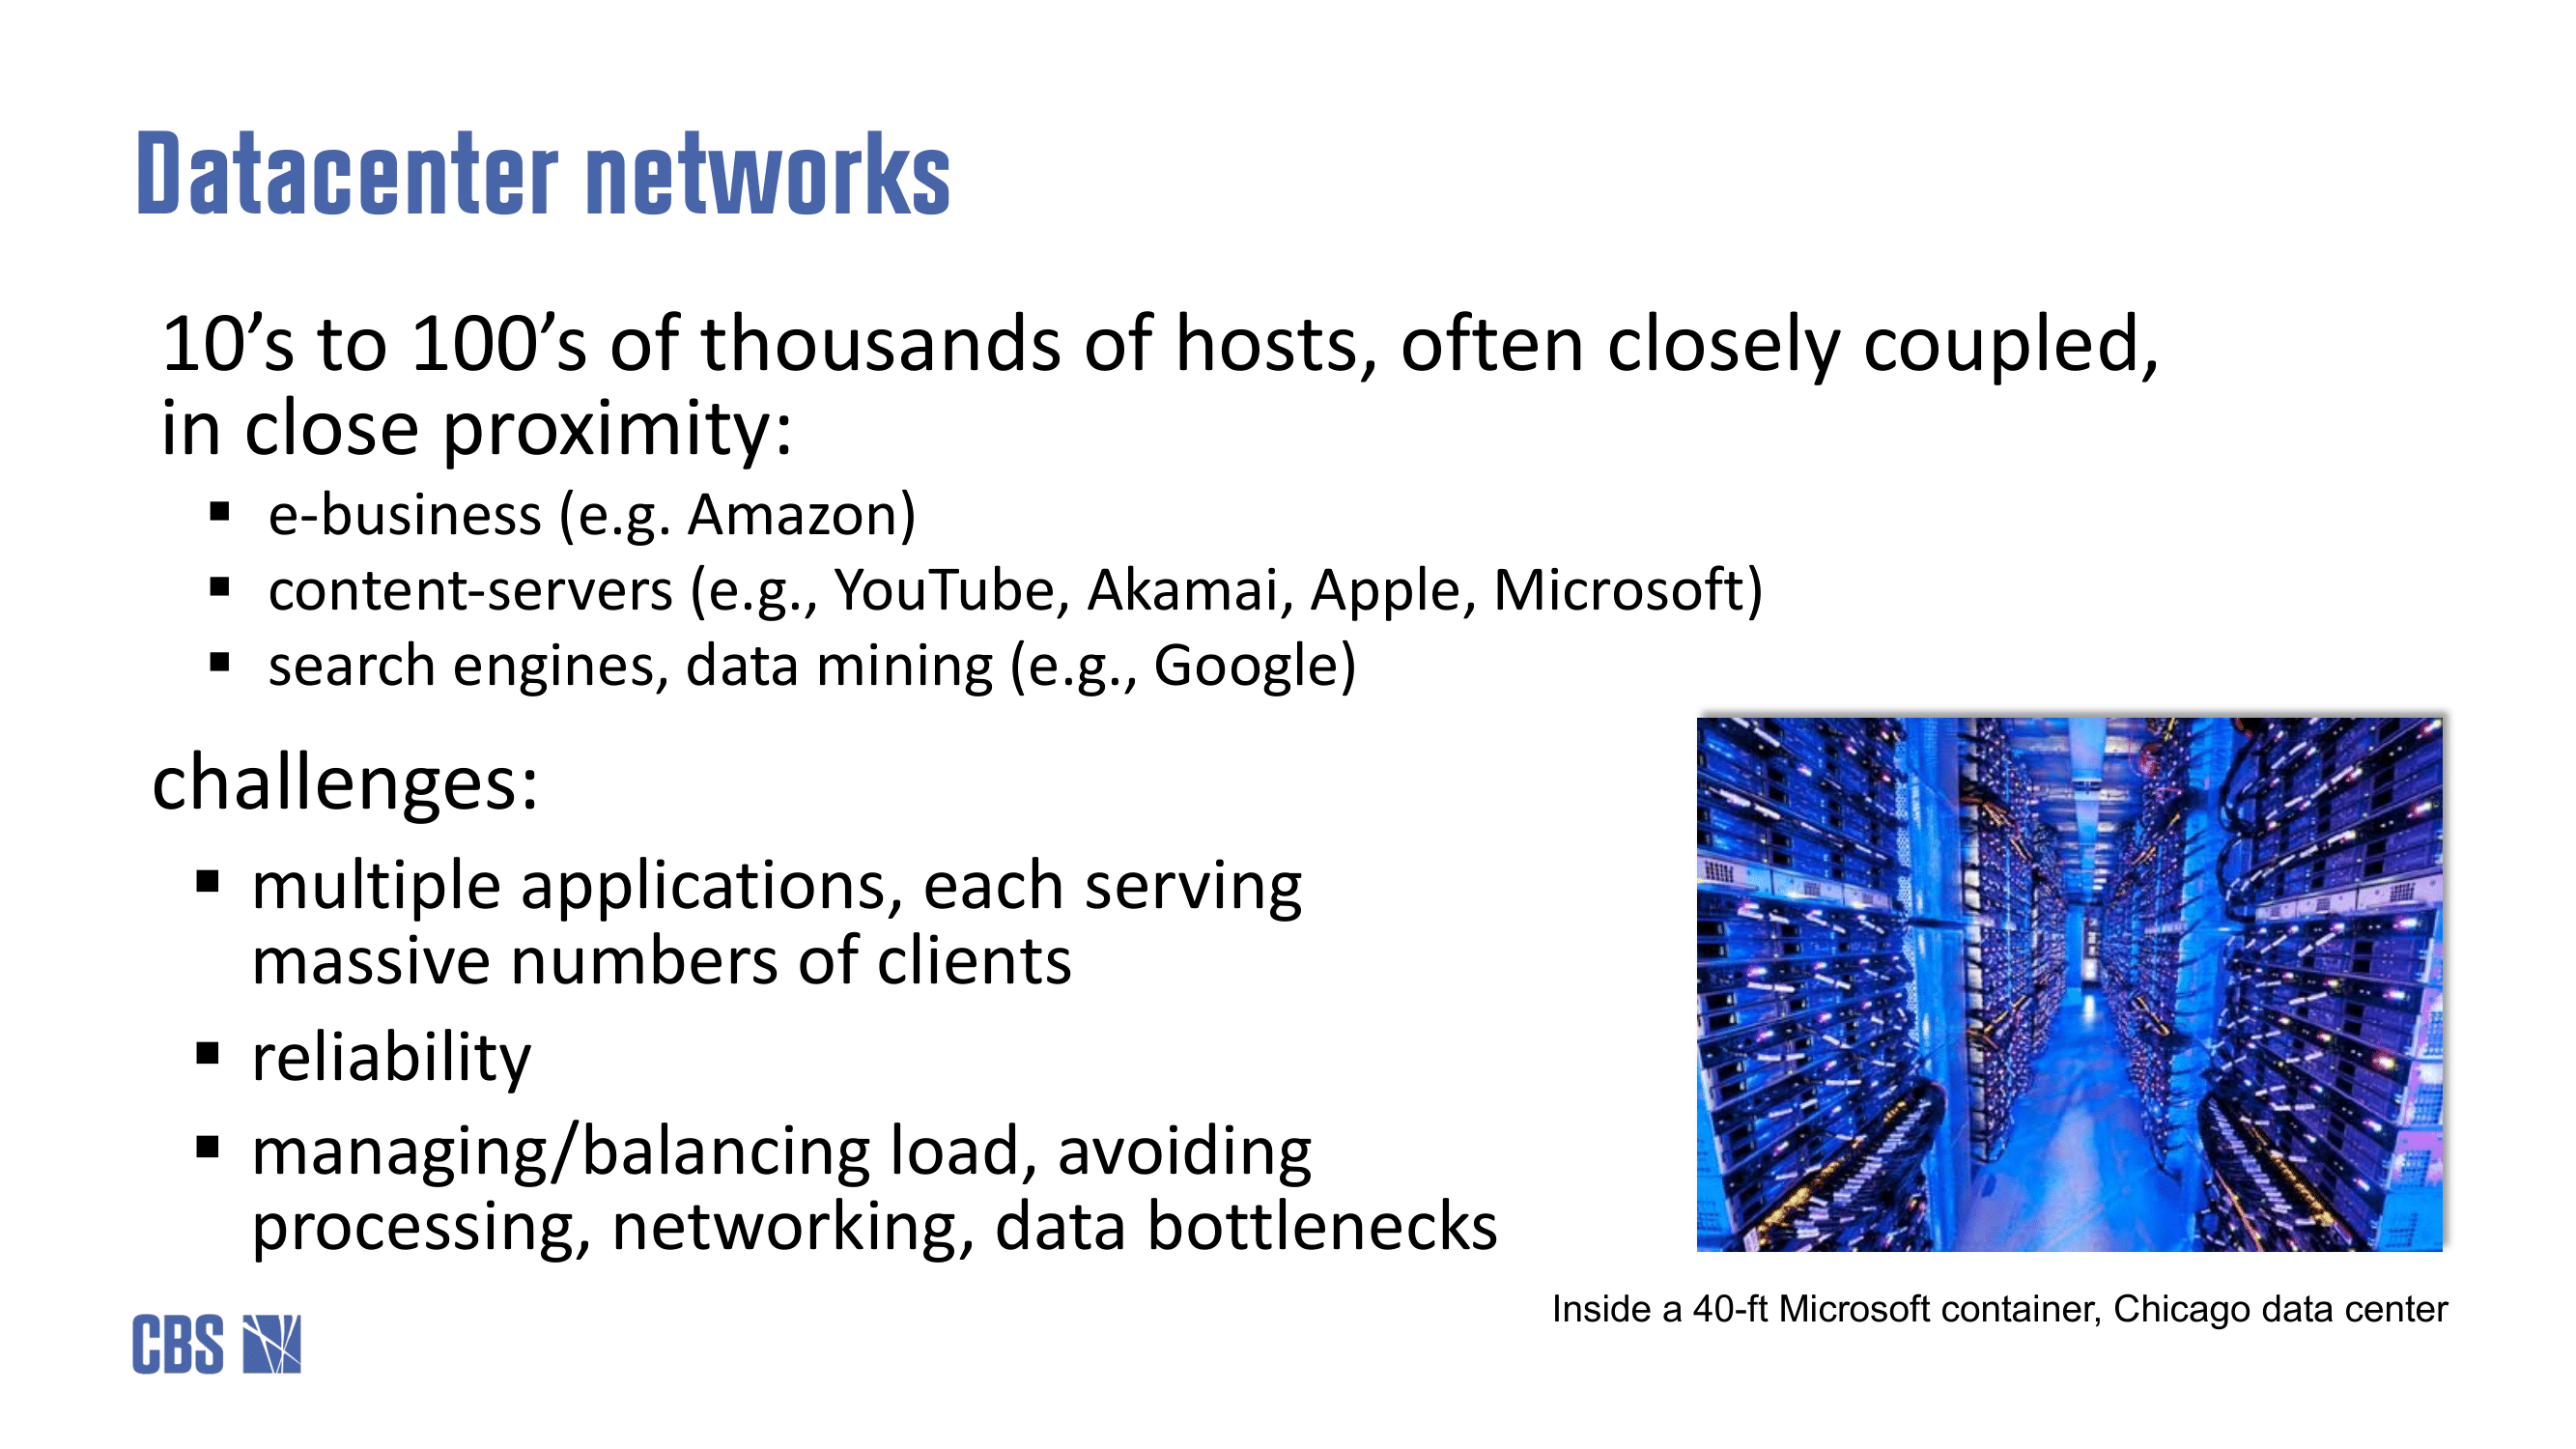 Datacenter networks
10’s to 100’s of thousands of hosts, often closely coupled,
in close proximity:
▪ e-business (e.g. Amazon)
▪ content-servers (e.g., YouTube, Akamai, Apple, Microsoft)
▪ search engines, data mining (e.g., Google)
challenges:
▪ multiple applications, each serving
massive numbers of clients
▪ reliability
▪ managing/balancing load, avoiding
processing, networking, data bottlenecks
Inside a 40-ft Microsoft container, Chicago data center
CBS